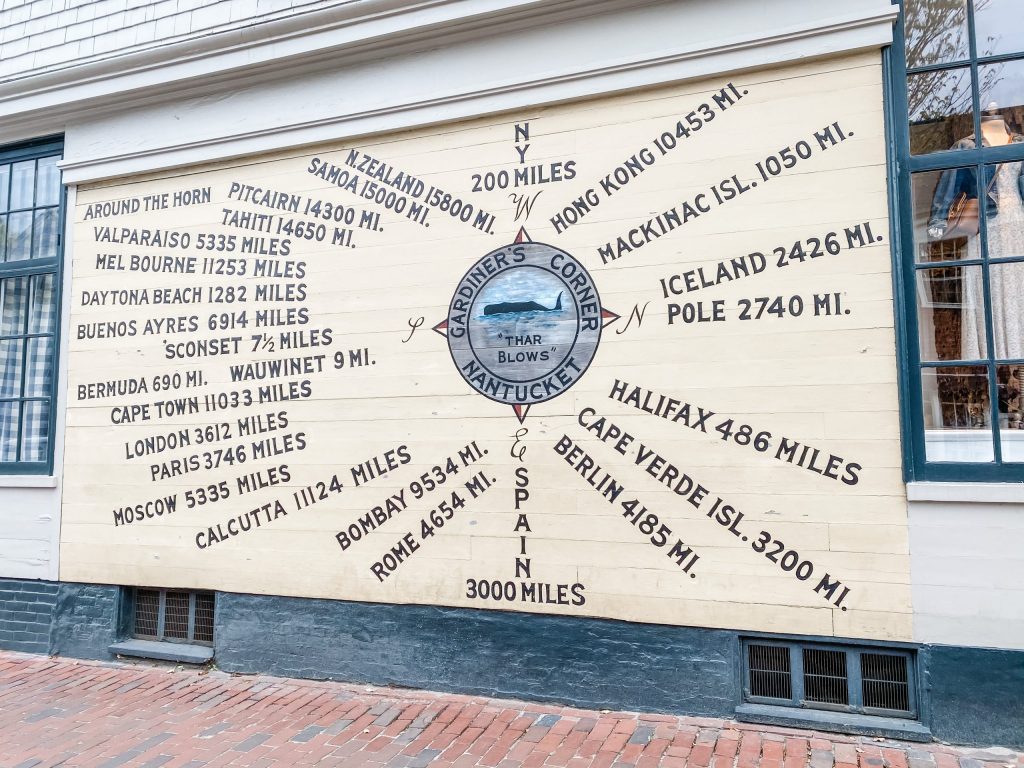 AROUND THE HORN
PITCAIRN 14300 MI.
TAHITI 14650 MI.
N.ZEALAND 15800 MI.
SAMOA 15000 MI.
VALPARAISO 5335 MILES
MEL BOURNE 11253 MILES
DAYTONA BEACH 1282 MILES
BUENOS AYRES 6914 MILES
'SCONSET 7½ MILES
WAUWINET 9 MI.
BERMUDA 690 MI.
CAPE TOWN 11033 MILES
LONDON 3612 MILES
PARIS 3746 MILES
MOSCOW 5335 MILES
CALCUTTA 11124 MILES
BOMBAY 9534 MI.
ROME 4654 MI.
NY
200 MILES
W
S
GARDINER'S CORNER
"THAR
BLOWS"
NANTUCKET
N
E
SPAIN
3000 MILES
HONG KONG 10453 MI.
MACKINAC ISL. 1050 MI.
ICELAND 2426 MI.
POLE 2740 MI.
HALIFAX 486 MILES
CAPE VERDE ISL. 3200 MI.
BERLIN 4185 MI.